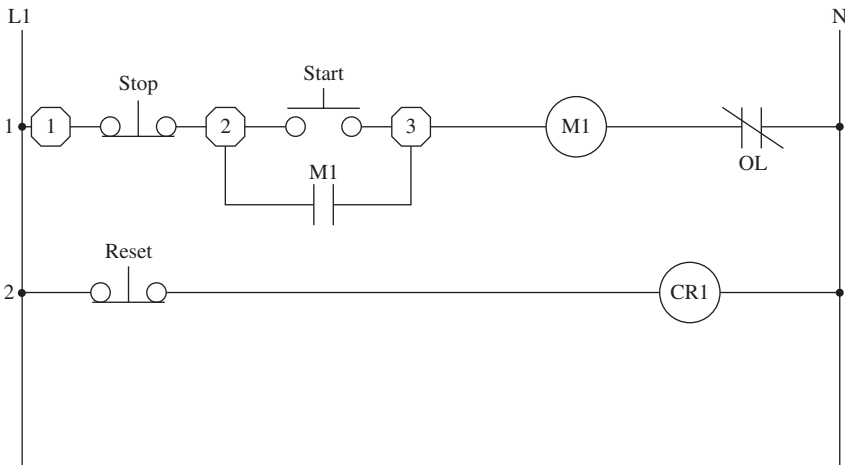 L1 N
Stop Start
1 1 2 3 M1
OL
M1
Reset
2 CR1